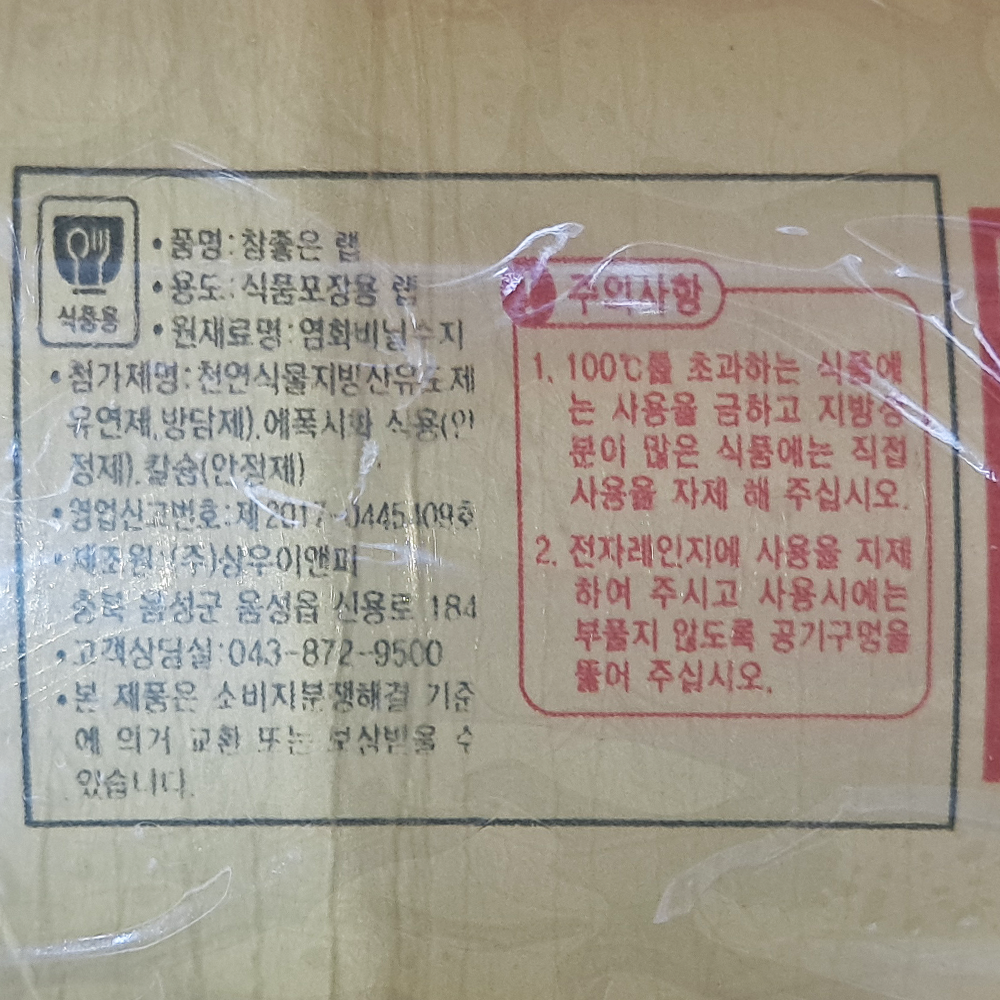 식품용
• 품명: 참좋은 랩
• 용도: 식품포장용 랩
• 원재료명: 염화비닐수지
• 첨가제명: 천연식물지방산유도제
유연제,방담제).에폭시화 식용(안
정제).칼슘(안정제)
• 영업신고번호:제2017-0445109호
• 제조원:(주)상우이앤피
충북 음성군 음성읍 신용로 184
• 고객상담실:043-872-9500
• 본 제품은 소비자분쟁해결 기준
에 의거 교환 또는 보상받을 수
있습니다.
주의사항
1. 100℃를 초과하는 식품에
는 사용을 금하고 지방성
분이 많은 식품에는 직접
사용을 자제 해 주십시오.
2. 전자레인지에 사용을 자제
하여 주시고 사용시에는
부풀지 않도록 공기구멍을
뚫어 주십시오.